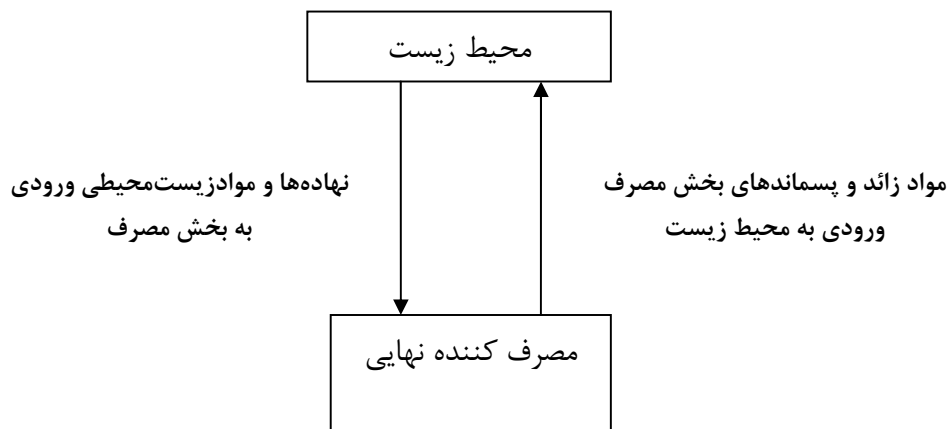 محیط زیست
مواد زائد و پسماندهای بخش مصرف
ورودی به محیط زیست
نهاده‌ها و موادزیست‌محیطی ورودی
به بخش مصرف
مصرف کننده نهایی